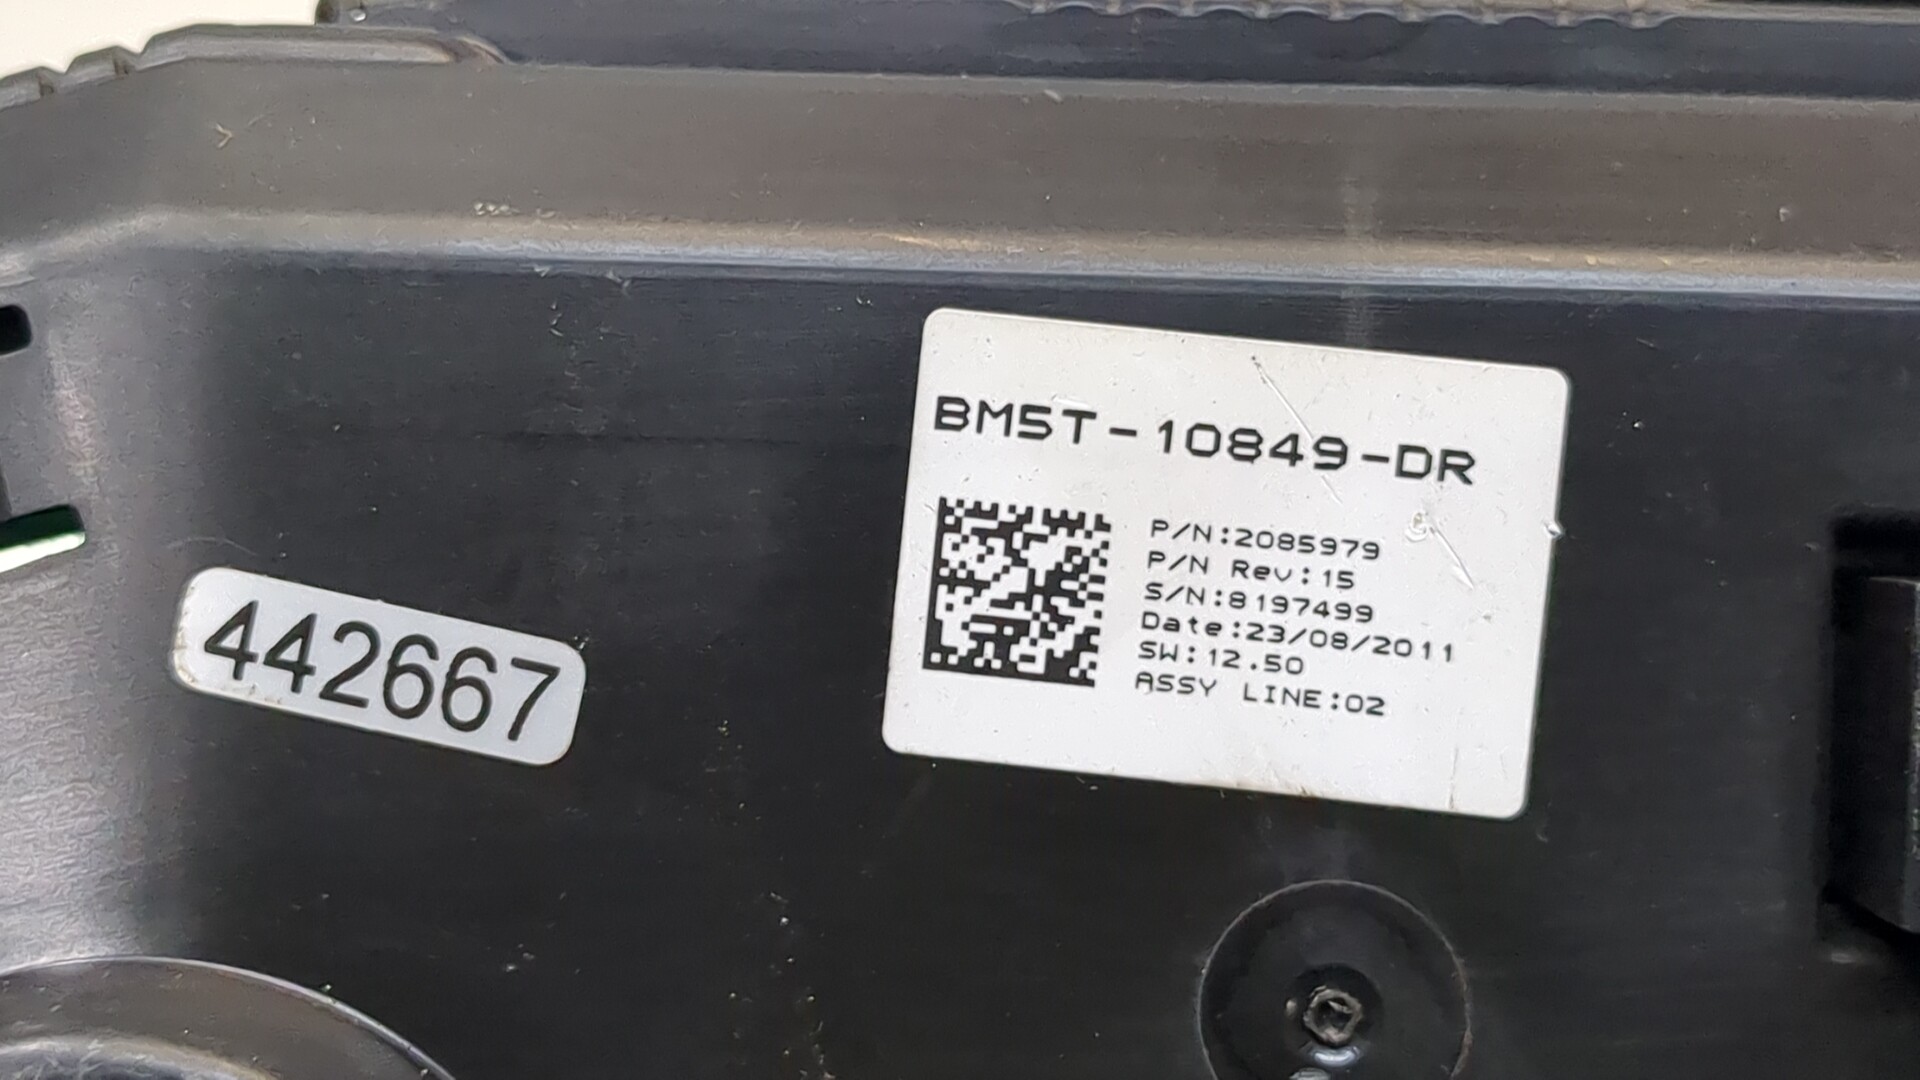 BM5T-10849-DR
P/N:2085979
P/N Rev:15
S/N:8197499
Date:23/08/2011
SW:12.50
ASSY LINE:02
442667